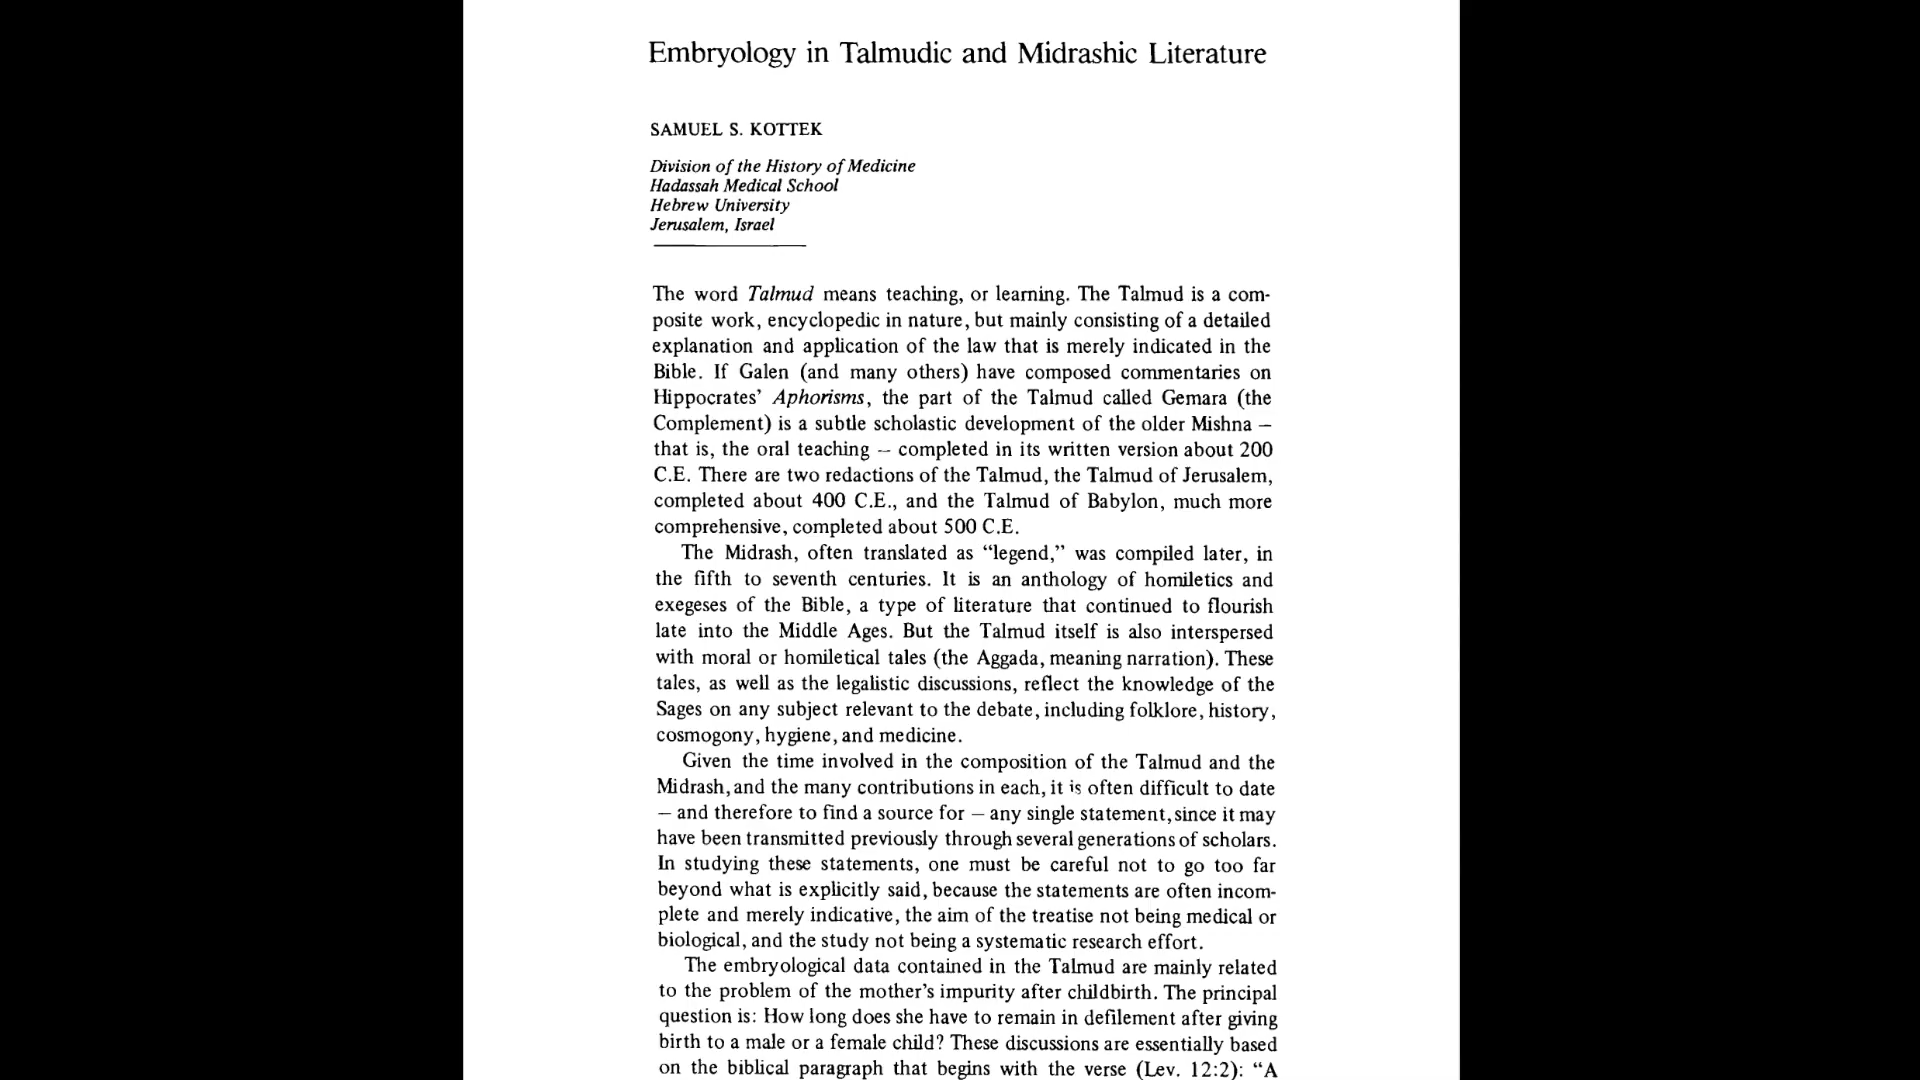 Embryology in Talmudic and Midrashic Literature
SAMUEL S. KOTTEK
Division of the History of Medicine
Hadassah Medical School
Hebrew University
Jerusalem, Israel
The word Talmud means teaching, or learning. The Talmud is a com-
posite work, encyclopedic in nature, but mainly consisting of a detailed
explanation and application of the law that is merely indicated in the
Bible. If Galen (and many others) have composed commentaries on
Hippocrates' Aphorisms, the part of the Talmud called Gemara (the
Complement) is a subtle scholastic development of the older Mishna –
that is, the oral teaching – completed in its written version about 200
C.E. There are two redactions of the Talmud, the Talmud of Jerusalem,
completed about 400 C.E., and the Talmud of Babylon, much more
comprehensive, completed about 500 C.E.
The Midrash, often translated as "legend," was compiled later, in
the fifth to seventh centuries. It is an anthology of homiletics and
exegeses of the Bible, a type of literature that continued to flourish
late into the Middle Ages. But the Talmud itself is also interspersed
with moral or homiletical tales (the Aggada, meaning narration). These
tales, as well as the legalistic discussions, reflect the knowledge of the
Sages on any subject relevant to the debate, including folklore, history,
cosmogony, hygiene, and medicine.
Given the time involved in the composition of the Talmud and the
Midrash, and the many contributions in each, it is often difficult to date
– and therefore to find a source for – any single statement, since it may
have been transmitted previously through several generations of scholars.
In studying these statements, one must be careful not to go too far
beyond what is explicitly said, because the statements are often incom-
plete and merely indicative, the aim of the treatise not being medical or
biological, and the study not being a systematic research effort.
The embryological data contained in the Talmud are mainly related
to the problem of the mother's impurity after childbirth. The principal
question is: How long does she have to remain in defilement after giving
birth to a male or a female child? These discussions are essentially based
on the biblical paragraph that begins with the verse (Lev. 12:2): "A